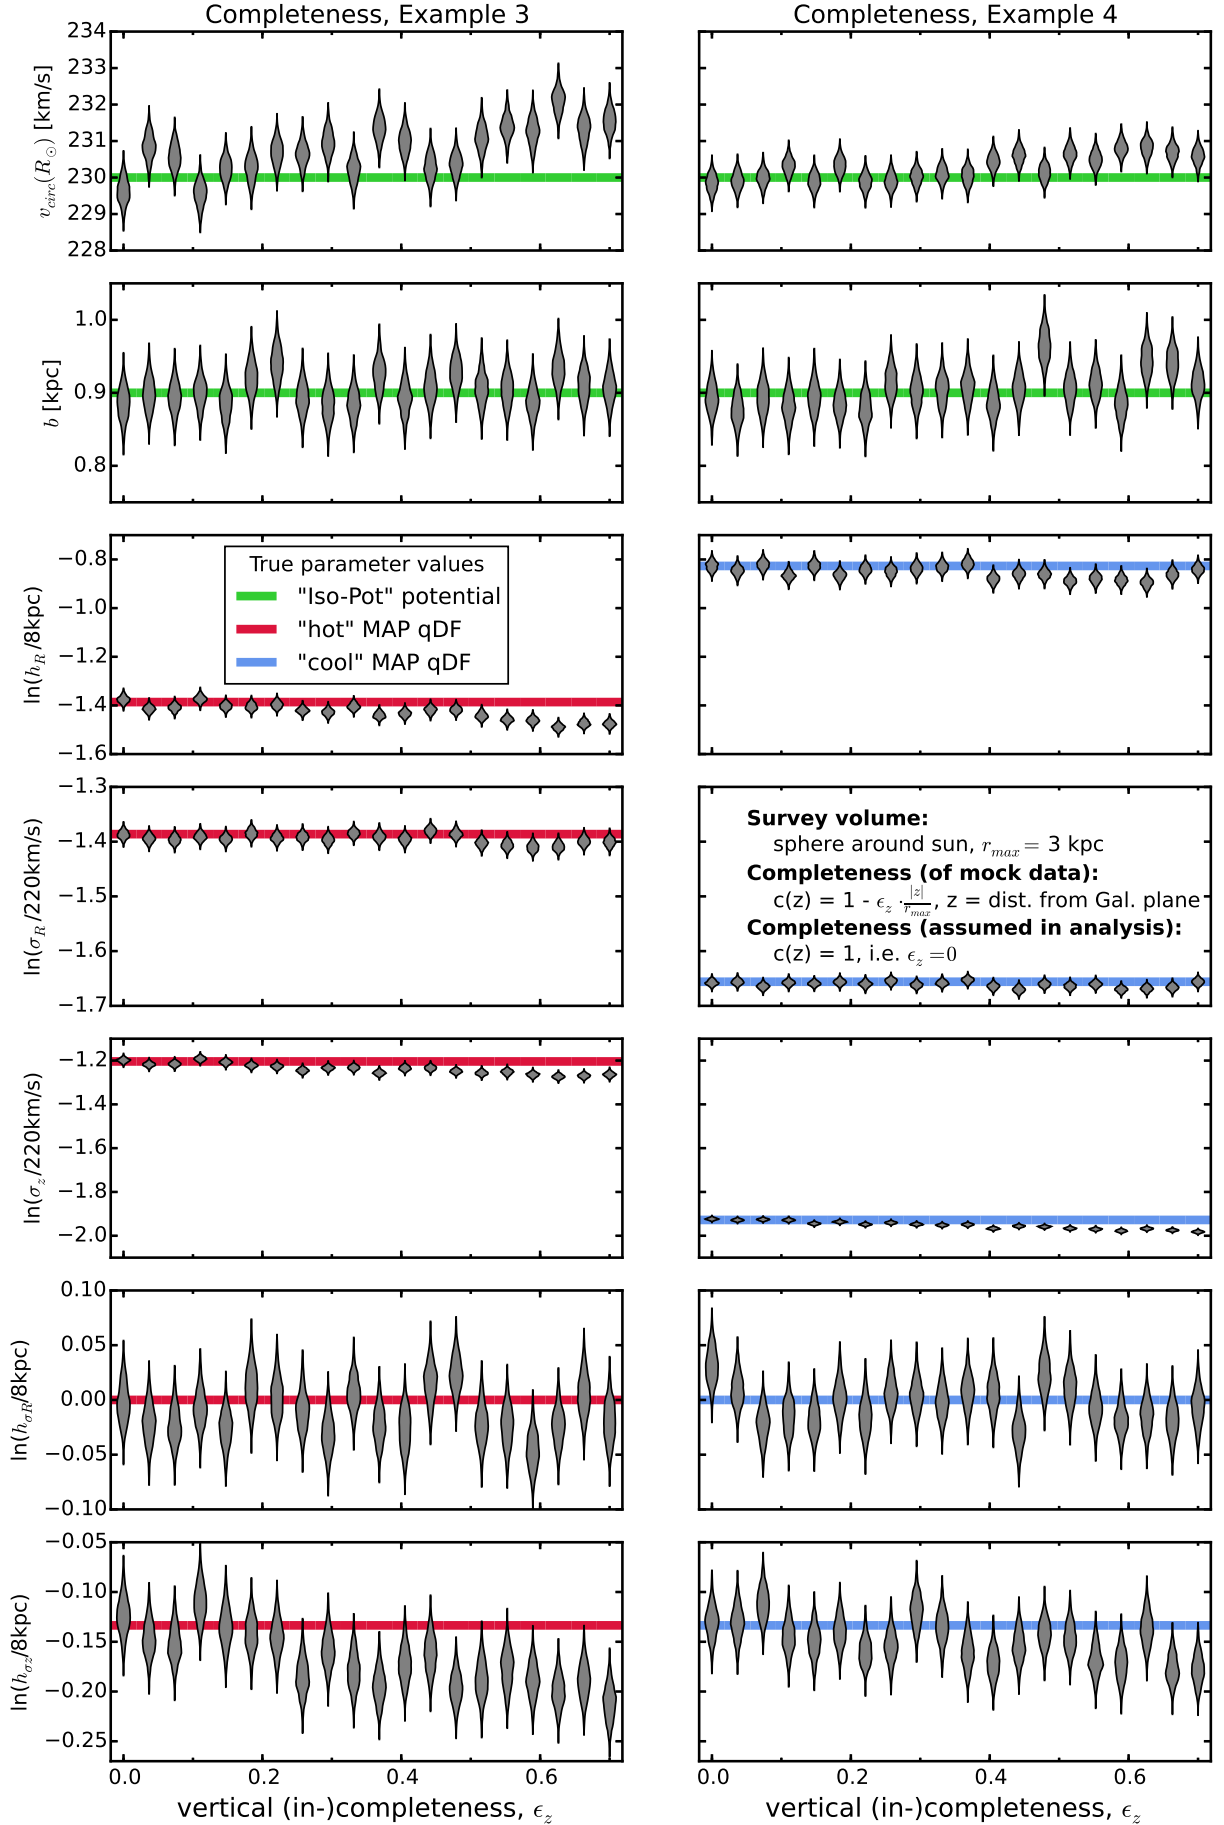 Completeness, Example 3
Completeness, Example 4
234
233
232
231
230
229
228
v_circ(R_⊙) [km/s]
1.0
0.9
0.8
b [kpc]
−0.8
−1.0
−1.2
−1.4
−1.6
ln(h_R/8kpc)
True parameter values
"Iso-Pot" potential
"hot" MAP qDF
"cool" MAP qDF
−1.3
−1.4
−1.5
−1.6
−1.7
ln(σ_R/220km/s)
Survey volume:
sphere around sun, r_max = 3 kpc
Completeness (of mock data):
c(z) = 1 - ϵ_z · |z|/r_max, z = dist. from Gal. plane
Completeness (assumed in analysis):
c(z) = 1, i.e. ϵ_z = 0
−1.2
−1.4
−1.6
−1.8
−2.0
ln(σ_z/220km/s)
0.10
0.05
0.00
−0.05
−0.10
ln(h_σR/8kpc)
−0.05
−0.10
−0.15
−0.20
−0.25
ln(h_σz/8kpc)
0.0 0.2 0.4 0.6
0.0 0.2 0.4 0.6
vertical (in-)completeness, ϵ_z
vertical (in-)completeness, ϵ_z